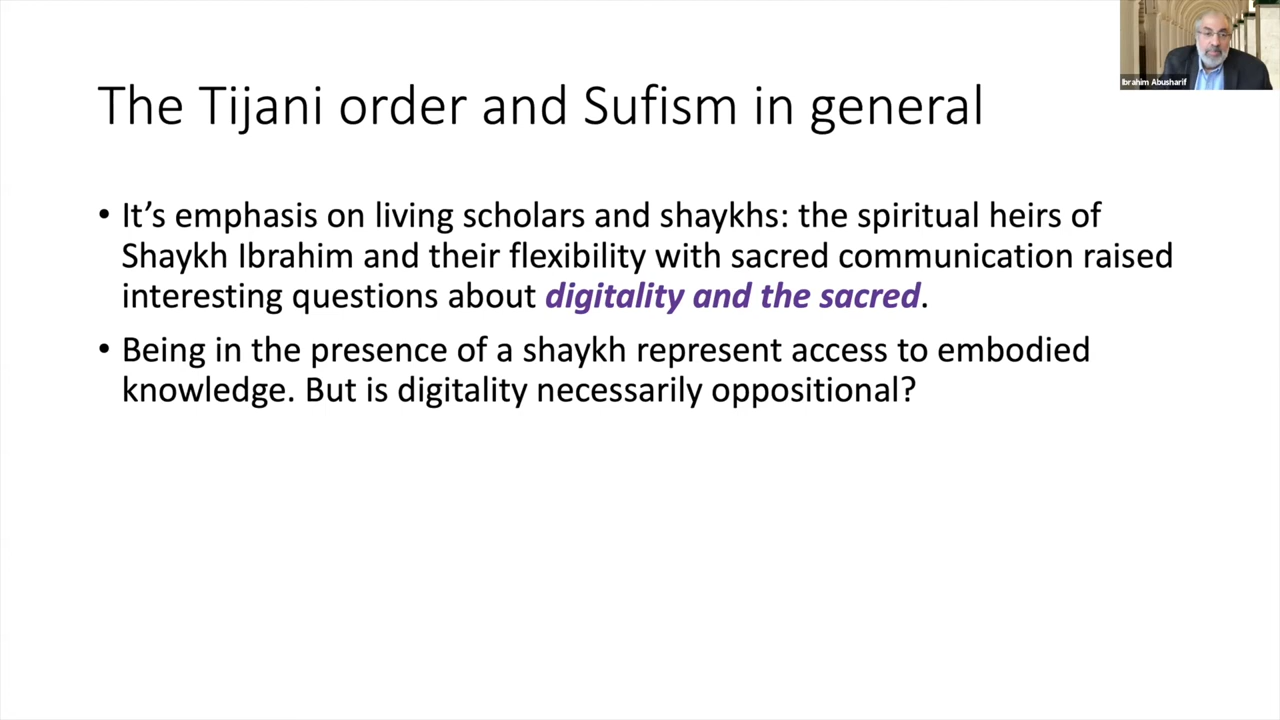 Ibrahim Abusharif
The Tijani order and Sufism in general
• It's emphasis on living scholars and shaykhs: the spiritual heirs of
Shaykh Ibrahim and their flexibility with sacred communication raised
interesting questions about digitality and the sacred.
• Being in the presence of a shaykh represent access to embodied
knowledge. But is digitality necessarily oppositional?